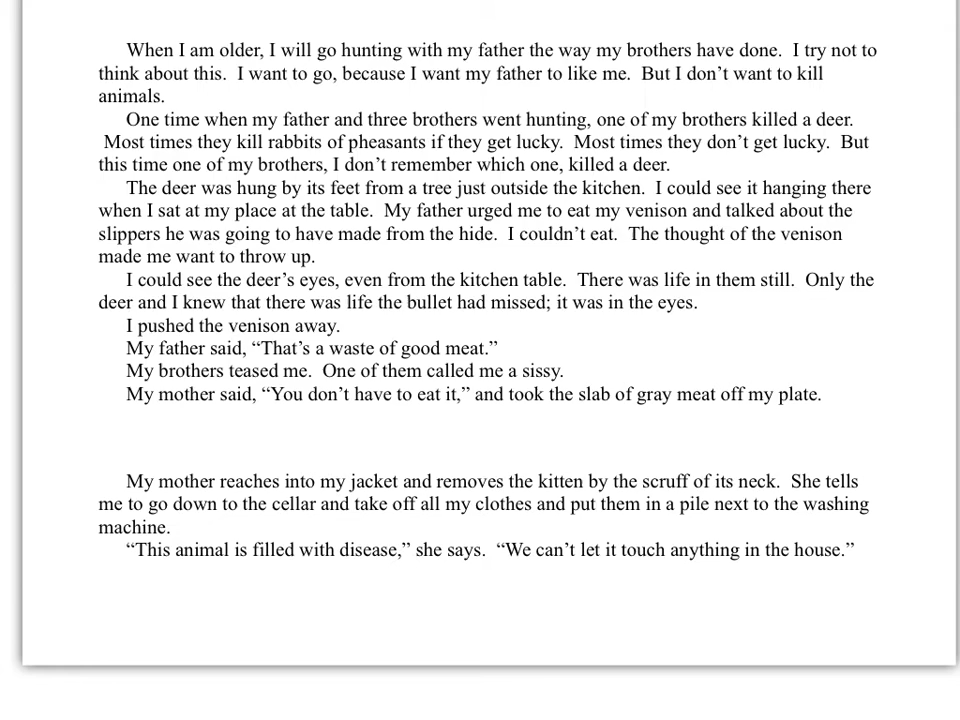 When I am older, I will go hunting with my father the way my brothers have done.  I try not to
think about this.  I want to go, because I want my father to like me.  But I don’t want to kill
animals.
One time when my father and three brothers went hunting, one of my brothers killed a deer.
Most times they kill rabbits of pheasants if they get lucky.  Most times they don’t get lucky.  But
this time one of my brothers, I don’t remember which one, killed a deer.
The deer was hung by its feet from a tree just outside the kitchen.  I could see it hanging there
when I sat at my place at the table.  My father urged me to eat my venison and talked about the
slippers he was going to have made from the hide.  I couldn’t eat.  The thought of the venison
made me want to throw up.
I could see the deer’s eyes, even from the kitchen table.  There was life in them still.  Only the
deer and I knew that there was life the bullet had missed; it was in the eyes.
I pushed the venison away.
My father said, “That’s a waste of good meat.”
My brothers teased me.  One of them called me a sissy.
My mother said, “You don’t have to eat it,” and took the slab of gray meat off my plate.
My mother reaches into my jacket and removes the kitten by the scruff of its neck.  She tells
me to go down to the cellar and take off all my clothes and put them in a pile next to the washing
machine.
“This animal is filled with disease,” she says.  “We can’t let it touch anything in the house.”